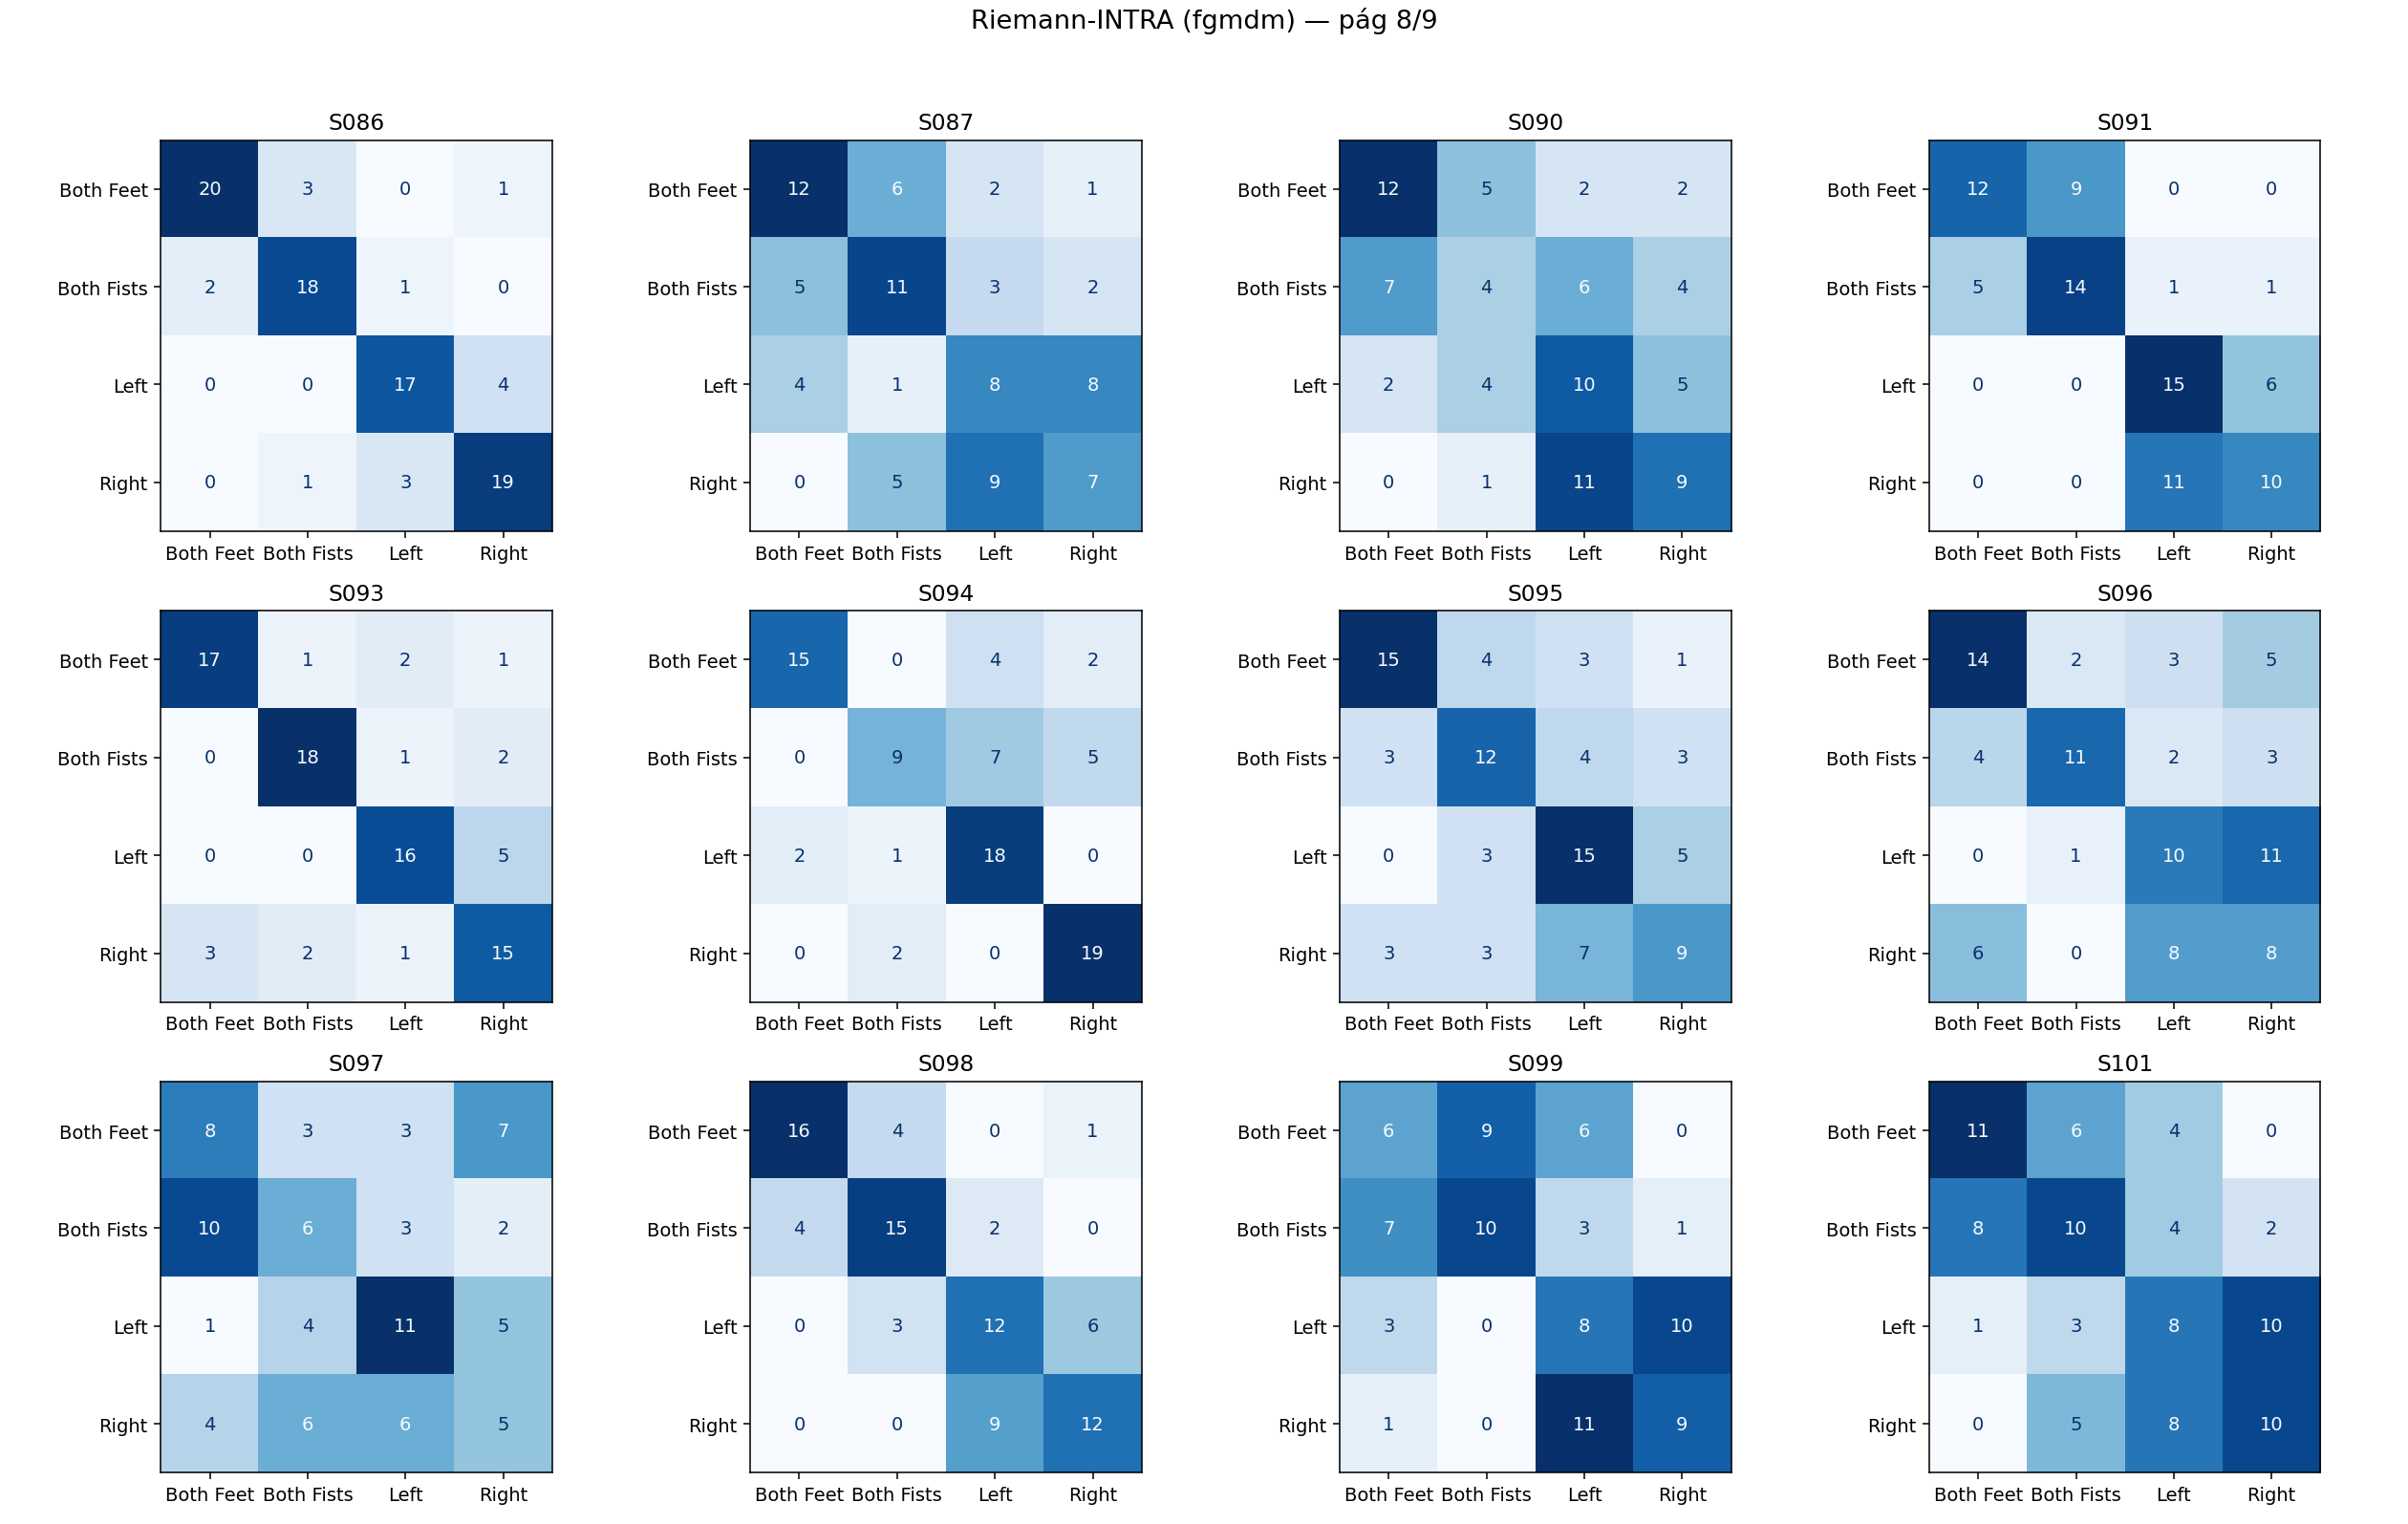 Riemann-INTRA (fgmdm) — pág 8/9
S086 S087 S090 S091
Both Feet 20 3 0 1 Both Feet 12 6 2 1 Both Feet 12 5 2 2 Both Feet 12 9 0 0
Both Fists 2 18 1 0 Both Fists 5 11 3 2 Both Fists 7 4 6 4 Both Fists 5 14 1 1
Left 0 0 17 4 Left 4 1 8 8 Left 2 4 10 5 Left 0 0 15 6
Right 0 1 3 19 Right 0 5 9 7 Right 0 1 11 9 Right 0 0 11 10
Both Feet Both Fists Left Right Both Feet Both Fists Left Right Both Feet Both Fists Left Right Both Feet Both Fists Left Right
S093 S094 S095 S096
Both Feet 17 1 2 1 Both Feet 15 0 4 2 Both Feet 15 4 3 1 Both Feet 14 2 3 5
Both Fists 0 18 1 2 Both Fists 0 9 7 5 Both Fists 3 12 4 3 Both Fists 4 11 2 3
Left 0 0 16 5 Left 2 1 18 0 Left 0 3 15 5 Left 0 1 10 11
Right 3 2 1 15 Right 0 2 0 19 Right 3 3 7 9 Right 6 0 8 8
Both Feet Both Fists Left Right Both Feet Both Fists Left Right Both Feet Both Fists Left Right Both Feet Both Fists Left Right
S097 S098 S099 S101
Both Feet 8 3 3 7 Both Feet 16 4 0 1 Both Feet 6 9 6 0 Both Feet 11 6 4 0
Both Fists 10 6 3 2 Both Fists 4 15 2 0 Both Fists 7 10 3 1 Both Fists 8 10 4 2
Left 1 4 11 5 Left 0 3 12 6 Left 3 0 8 10 Left 1 3 8 10
Right 4 6 6 5 Right 0 0 9 12 Right 1 0 11 9 Right 0 5 8 10
Both Feet Both Fists Left Right Both Feet Both Fists Left Right Both Feet Both Fists Left Right Both Feet Both Fists Left Right